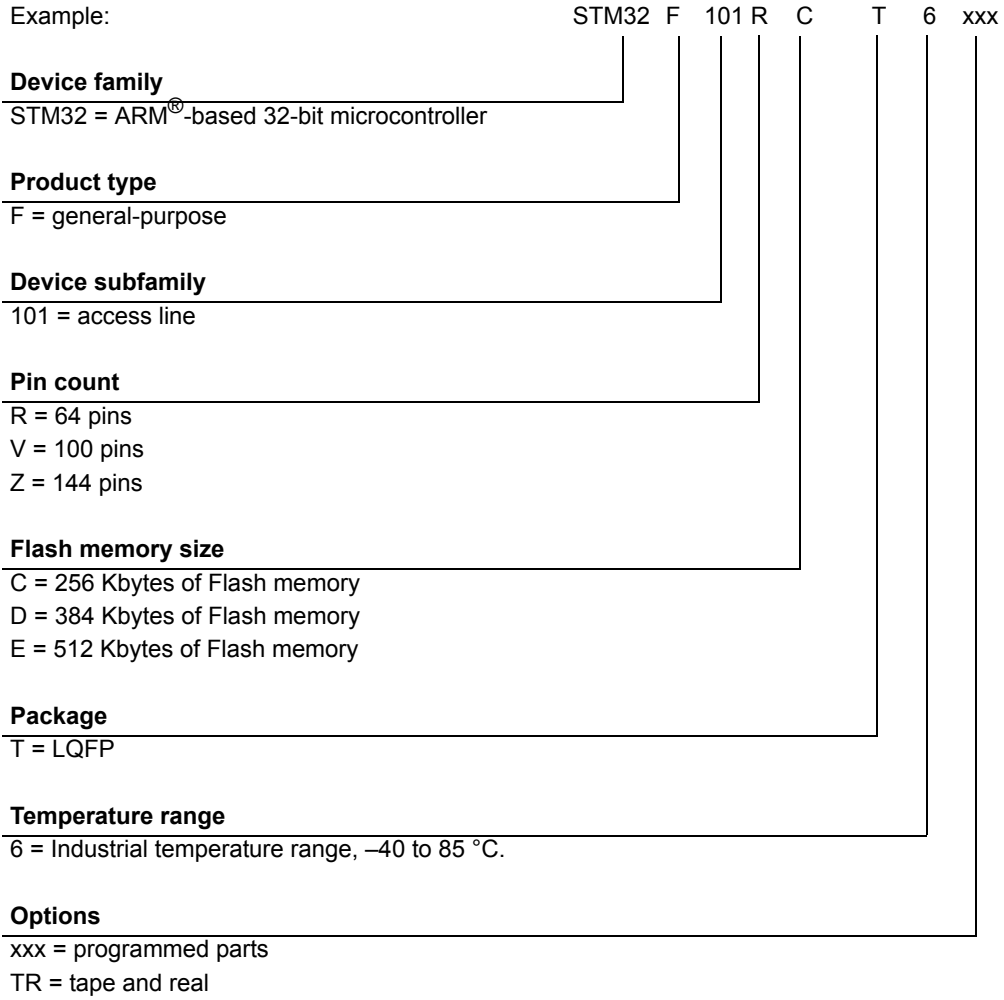 Example: STM32 F 101 R C T 6 xxx
Device family
STM32 = ARM®-based 32-bit microcontroller
Product type
F = general-purpose
Device subfamily
101 = access line
Pin count
R = 64 pins
V = 100 pins
Z = 144 pins
Flash memory size
C = 256 Kbytes of Flash memory
D = 384 Kbytes of Flash memory
E = 512 Kbytes of Flash memory
Package
T = LQFP
Temperature range
6 = Industrial temperature range, –40 to 85 °C.
Options
xxx = programmed parts
TR = tape and real